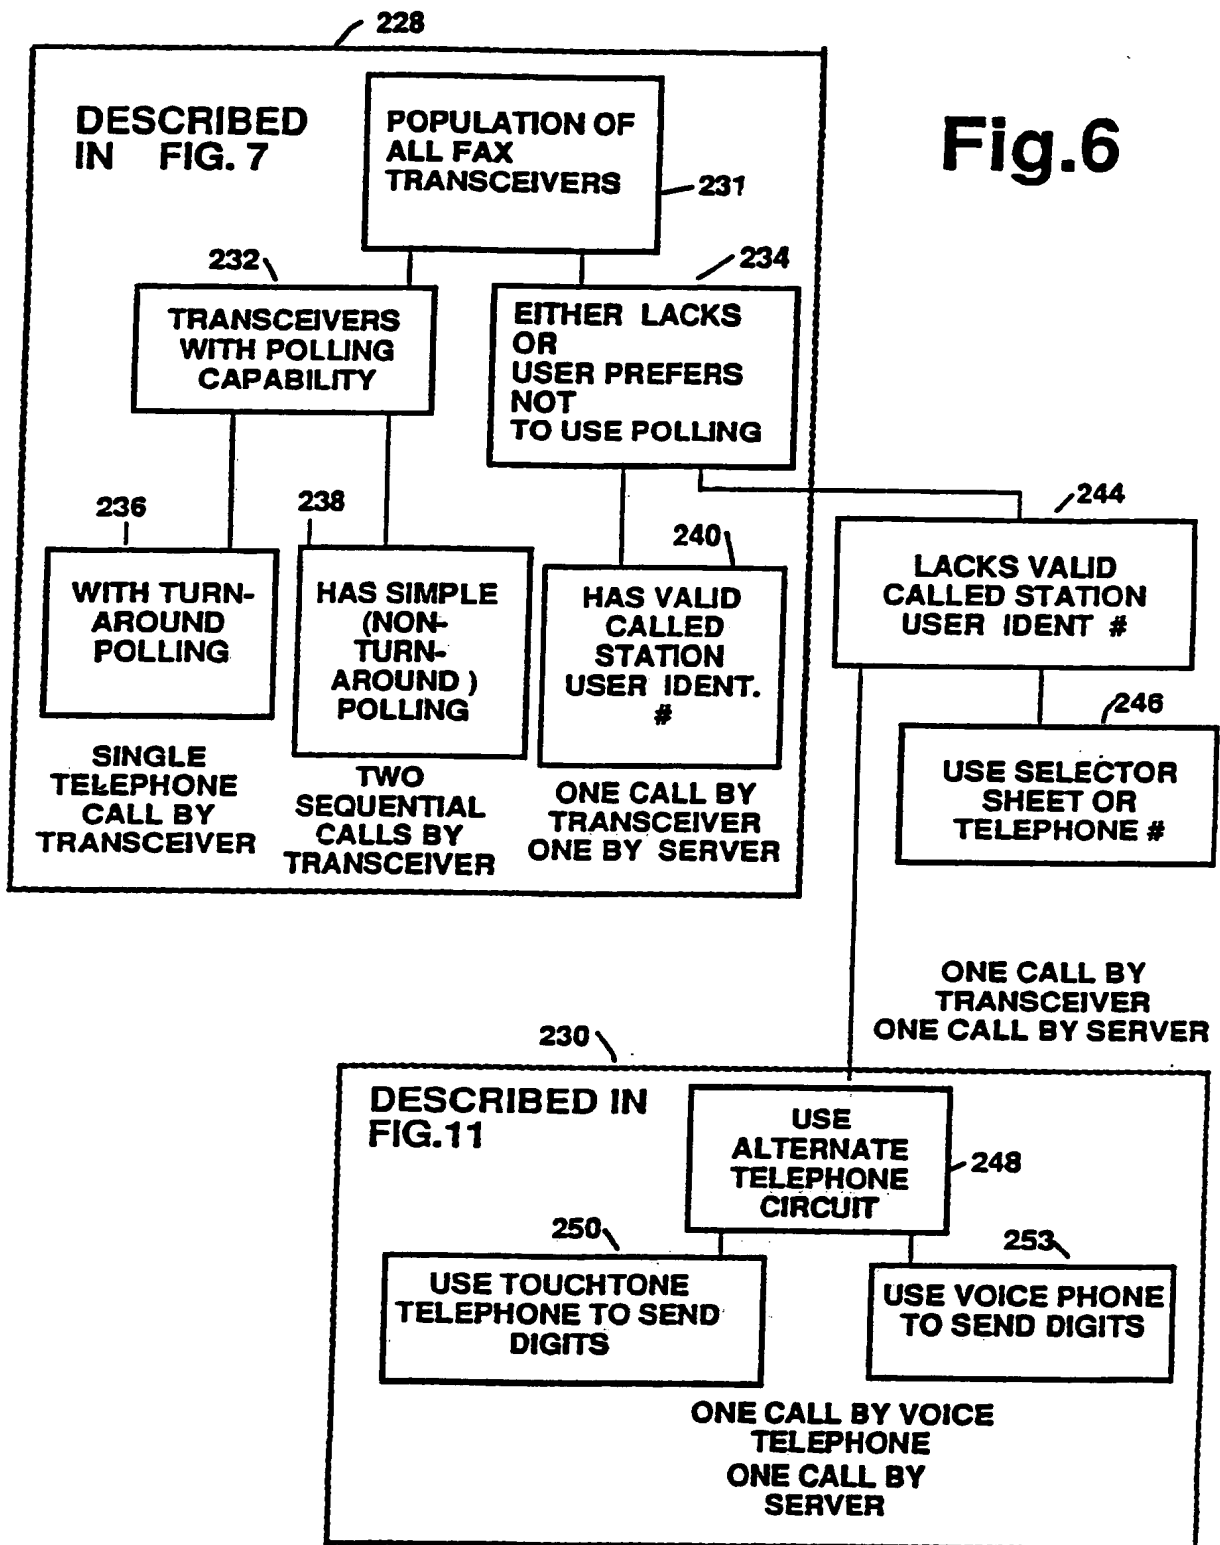 228
DESCRIBED
IN FIG. 7
POPULATION OF
ALL FAX
TRANSCEIVERS
231
Fig.6
232
TRANSCEIVERS
WITH POLLING
CAPABILITY
234
EITHER LACKS
OR
USER PREFERS
NOT
TO USE POLLING
236
WITH TURN-
AROUND
POLLING
SINGLE
TELEPHONE
CALL BY
TRANSCEIVER
238
HAS SIMPLE
(NON-
TURN-
AROUND )
POLLING
TWO
SEQUENTIAL
CALLS BY
TRANSCEIVER
240
HAS VALID
CALLED
STATION
USER IDENT.
#
ONE CALL BY
TRANSCEIVER
ONE BY SERVER
244
LACKS VALID
CALLED STATION
USER IDENT #
246
USE SELECTOR
SHEET OR
TELEPHONE #
ONE CALL BY
TRANSCEIVER
ONE CALL BY SERVER
230
DESCRIBED IN
FIG.11
USE
ALTERNATE
TELEPHONE
CIRCUIT
248
250
USE TOUCHTONE
TELEPHONE TO SEND
DIGITS
253
USE VOICE PHONE
TO SEND DIGITS
ONE CALL BY VOICE
TELEPHONE
ONE CALL BY
SERVER